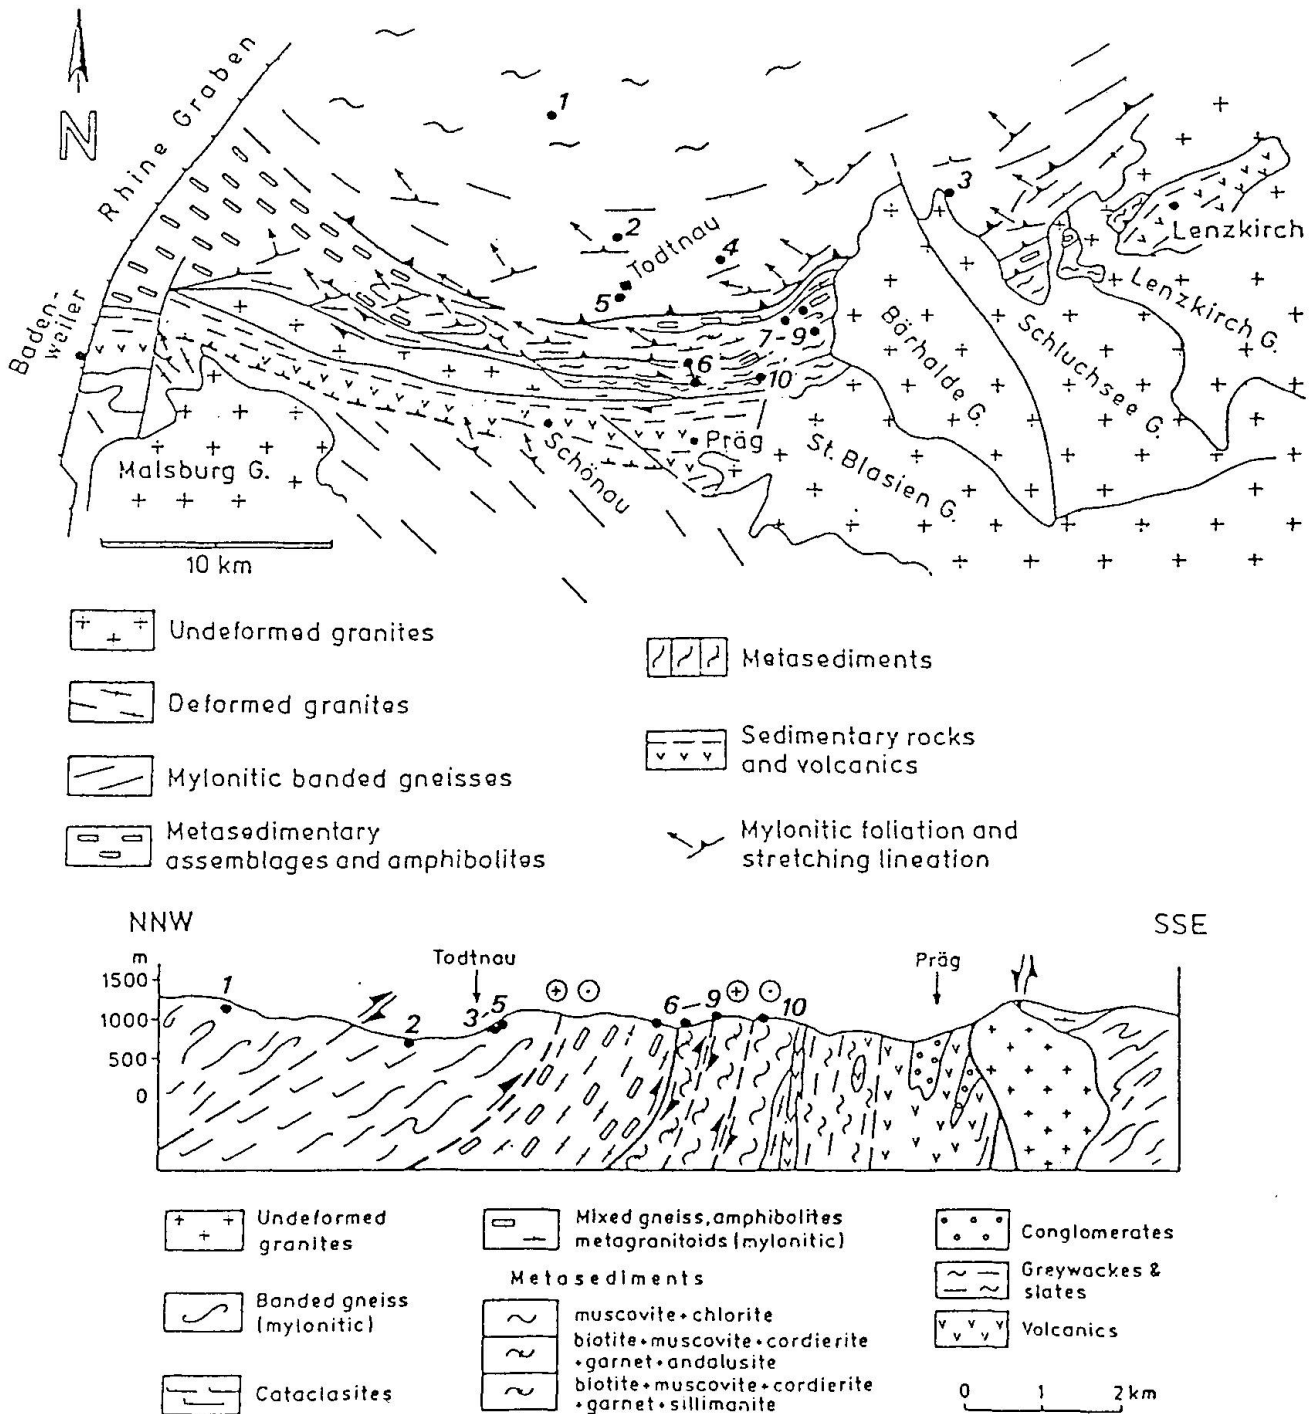 N
Rhine Graben
Baden-
weiler
1
2
3
4
5
Todtnau
6
7-9
10
Lenzkirch
Lenzkirch G.
Schluchsee G.
Bärhalde G.
St. Blasien G.
Präg
Schönau
Malsburg G.
10 km
Undeformed granites
Deformed granites
Mylonitic banded gneisses
Metasedimentary
assemblages and amphibolites
Metasediments
Sedimentary rocks
and volcanics
Mylonitic foliation and
stretching lineation
NNW
SSE
m
1500
1000
500
0
1
2
Todtnau
3-5
6-9
10
Präg
Undeformed
granites
Banded gneiss
(mylonitic)
Cataclasites
Mixed gneiss, amphibolites
metagranitoids (mylonitic)
Metasediments
muscovite + chlorite
biotite + muscovite + cordierite
+ garnet + andalusite
biotite + muscovite + cordierite
+ garnet + sillimanite
Conglomerates
Greywackes &
slates
Volcanics
0 1 2 km